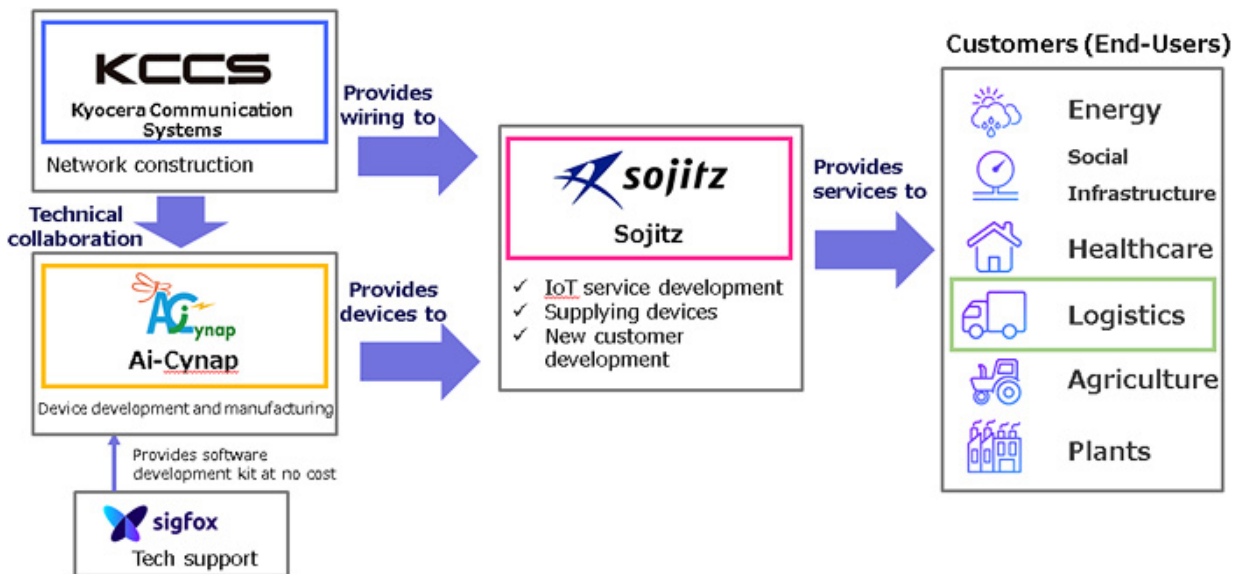 KCCS
Kyocera Communication
Systems
Network construction
Provides
wiring to
Technical
collaboration
ACiynap
Ai-Cynap
Device development and manufacturing
Provides
devices to
Provides software
development kit at no cost
sigfox
Tech support
sojitz
Sojitz
✓ IoT service development
✓ Supplying devices
✓ New customer
development
Provides
services to
Customers (End-Users)
Energy
Social
Infrastructure
Healthcare
Logistics
Agriculture
Plants